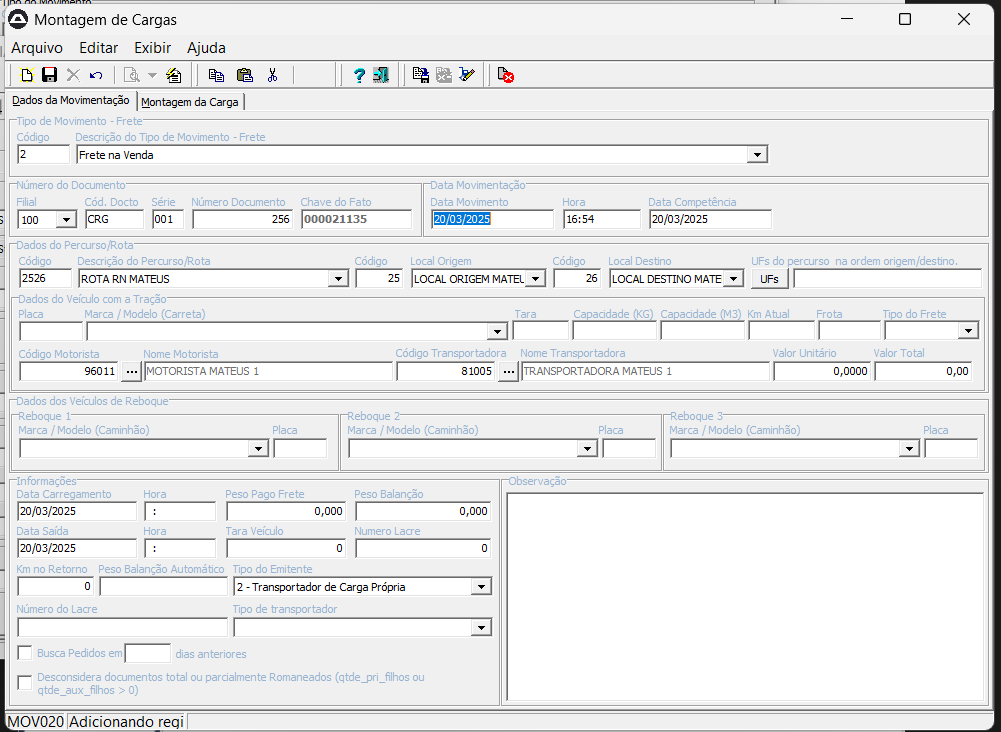 Montagem de Cargas
Arquivo Editar Exibir Ajuda
Dados da Movimentação Montagem da Carga
Tipo de Movimento - Frete
Código Descrição do Tipo de Movimento - Frete
2 Frete na Venda
Número do Documento Data Movimentação
Filial Cód. Docto Série Número Documento Chave do Fato Data Movimento Hora Data Competência
100 CRG 001 256 000021135 20/03/2025 16:54 20/03/2025
Dados do Percurso/Rota
Código Descrição do Percurso/Rota Código Local Origem Código Local Destino UFs do percurso na ordem origem/destino.
2526 ROTA RN MATEUS 25 LOCAL ORIGEM MATEU 26 LOCAL DESTINO MATE UFs
Dados do Veículo com a Tração
Placa Marca / Modelo (Carreta) Tara Capacidade (KG) Capacidade (M3) Km Atual Frota Tipo do Frete
Código Motorista Nome Motorista Código Transportadora Nome Transportadora Valor Unitário Valor Total
96011 ... MOTORISTA MATEUS 1 81005 ... TRANSPORTADORA MATEUS 1 0,0000 0,00
Dados dos Veículos de Reboque
Reboque 1 Reboque 2 Reboque 3
Marca / Modelo (Caminhão) Placa Marca / Modelo (Caminhão) Placa Marca / Modelo (Caminhão) Placa
Informações Observação
Data Carregamento Hora Peso Pago Frete Peso Balanção
20/03/2025 : 0,000 0,000
Data Saída Hora Tara Veículo Numero Lacre
20/03/2025 : 0 0
Km no Retorno Peso Balanção Automático Tipo do Emitente
0 2 - Transportador de Carga Própria
Número do Lacre Tipo de transportador
Busca Pedidos em dias anteriores
Desconsidera documentos total ou parcialmente Romaneados (qtde_pri_filhos ou
qtde_aux_filhos > 0)
MOV020 Adicionando regi